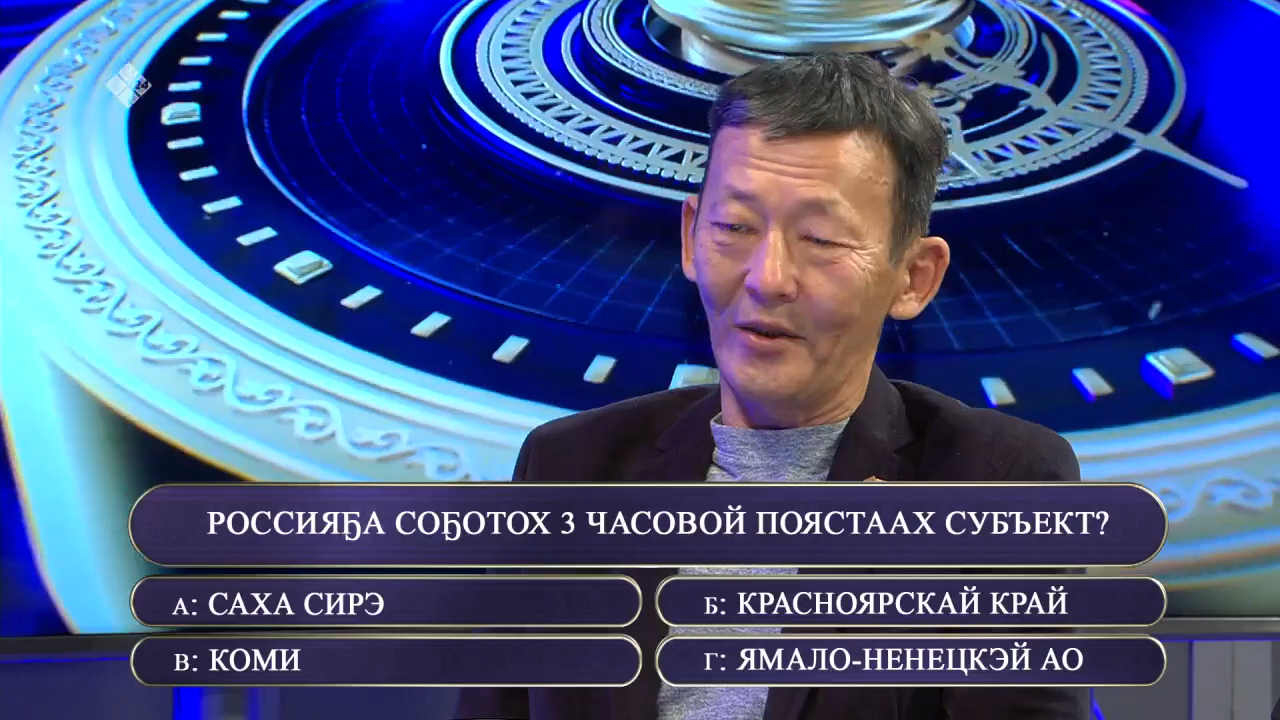 РОССИЯҔА СОҔОТОХ 3 ЧАСОВОЙ ПОЯСТААХ СУБЪЕКТ?
А: САХА СИРЭ
Б: КРАСНОЯРСКАЙ КРАЙ
В: КОМИ
Г: ЯМАЛО-НЕНЕЦКЭЙ АО